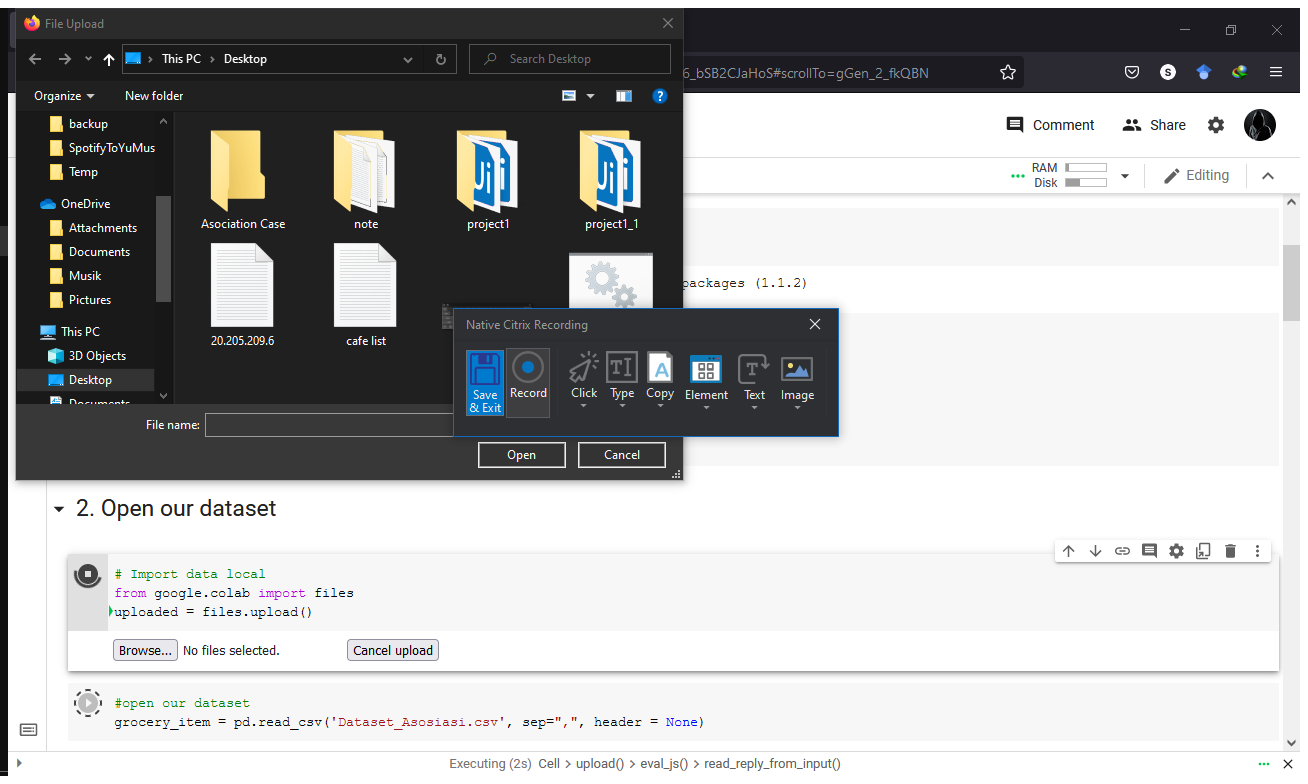 File Upload
This PC
Desktop
Search Desktop
6_bSB2CJaHoS#scrollTo=gGen_2_fkQBN
S
Organize
New folder
?
backup
SpotifyToYuMus
Temp
OneDrive
Attachments
Documents
Musik
Pictures
This PC
3D Objects
Desktop
Documents
Asociation Case
note
project1
project1_1
20.205.209.6
cafe list
File name:
Open
Cancel
Comment
Share
RAM
Disk
Editing
packages (1.1.2)
Native Citrix Recording
Save
& Exit
Record
Click
Type
Copy
Element
Text
Image
2. Open our dataset
# Import data local
from google.colab import files
uploaded = files.upload()
Browse...
No files selected.
Cancel upload
#open our dataset
grocery_item = pd.read_csv('Dataset_Asosiasi.csv', sep=",", header = None)
Executing (2s) Cell > upload() > eval_js() > read_reply_from_input()